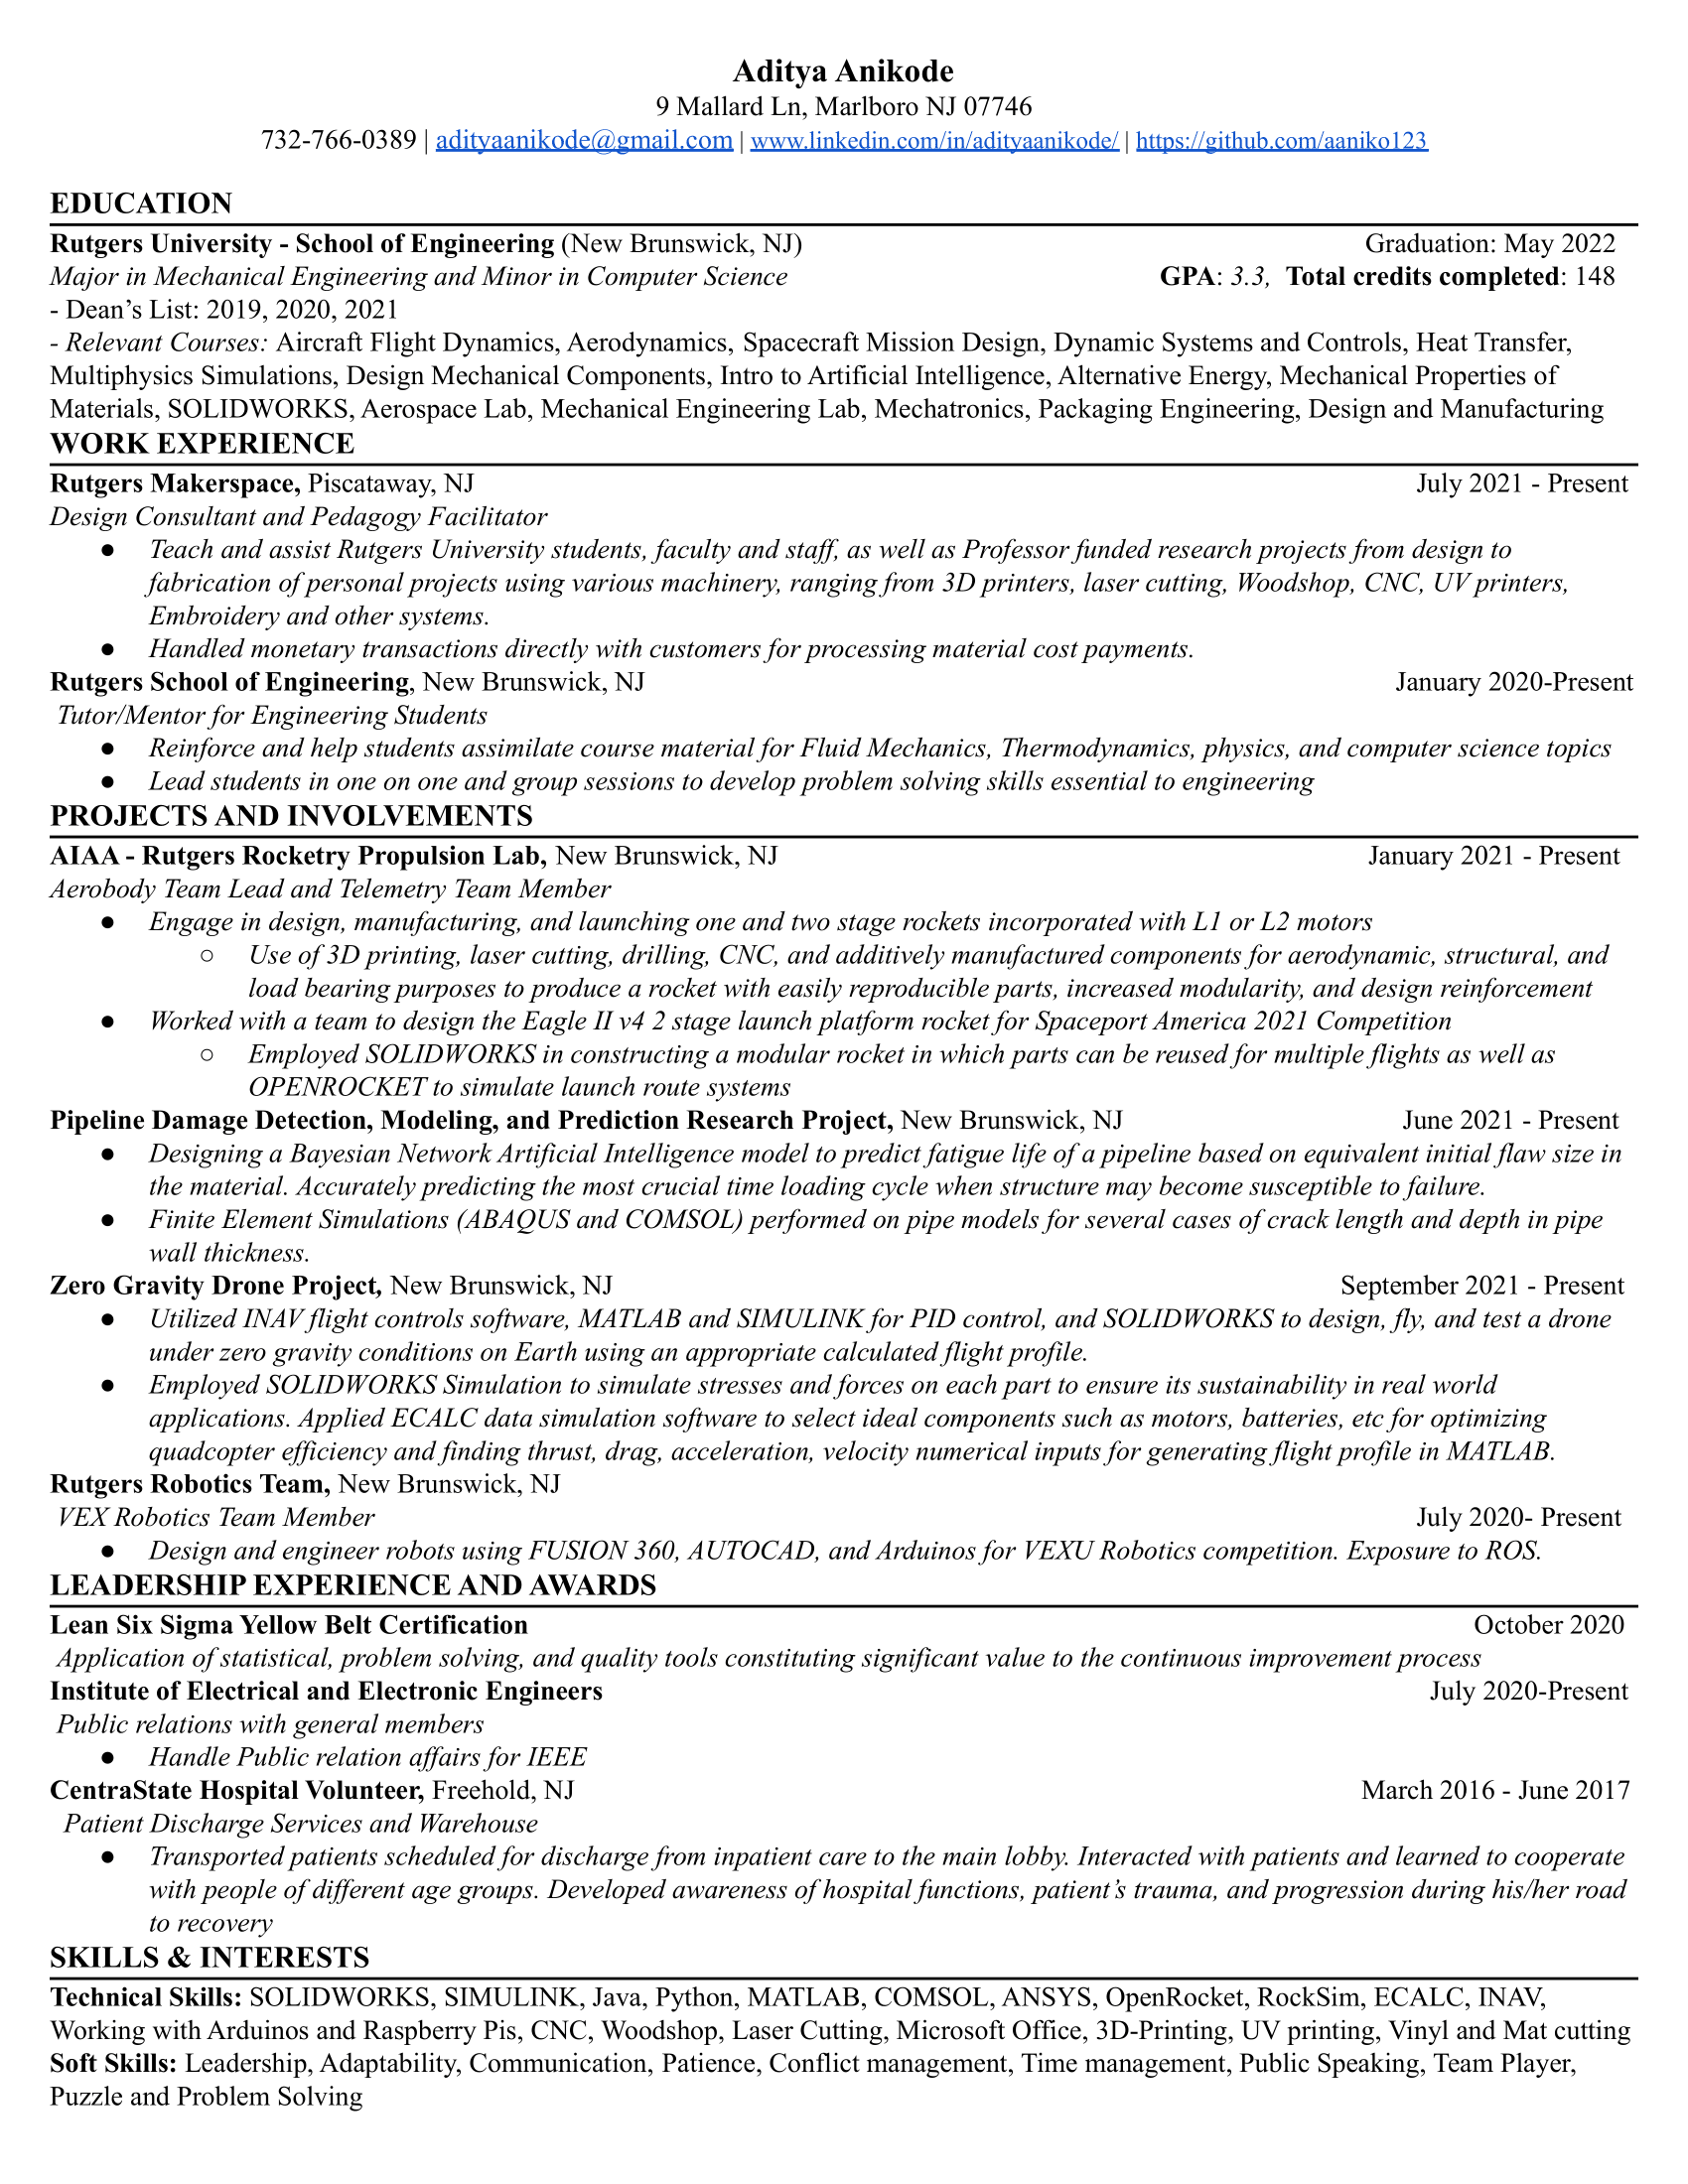 Aditya Anikode
9 Mallard Ln, Marlboro NJ 07746
732-766-0389 | adityaanikode@gmail.com | www.linkedin.com/in/adityaanikode/ | https://github.com/aaniko123
EDUCATION
Rutgers University - School of Engineering (New Brunswick, NJ) Graduation: May 2022
Major in Mechanical Engineering and Minor in Computer Science GPA: 3.3, Total credits completed: 148
- Dean’s List: 2019, 2020, 2021
- Relevant Courses: Aircraft Flight Dynamics, Aerodynamics, Spacecraft Mission Design, Dynamic Systems and Controls, Heat Transfer,
Multiphysics Simulations, Design Mechanical Components, Intro to Artificial Intelligence, Alternative Energy, Mechanical Properties of
Materials, SOLIDWORKS, Aerospace Lab, Mechanical Engineering Lab, Mechatronics, Packaging Engineering, Design and Manufacturing
WORK EXPERIENCE
Rutgers Makerspace, Piscataway, NJ July 2021 - Present
Design Consultant and Pedagogy Facilitator
● Teach and assist Rutgers University students, faculty and staff, as well as Professor funded research projects from design to
fabrication of personal projects using various machinery, ranging from 3D printers, laser cutting, Woodshop, CNC, UV printers,
Embroidery and other systems.
● Handled monetary transactions directly with customers for processing material cost payments.
Rutgers School of Engineering, New Brunswick, NJ January 2020-Present
Tutor/Mentor for Engineering Students
● Reinforce and help students assimilate course material for Fluid Mechanics, Thermodynamics, physics, and computer science topics
● Lead students in one on one and group sessions to develop problem solving skills essential to engineering
PROJECTS AND INVOLVEMENTS
AIAA - Rutgers Rocketry Propulsion Lab, New Brunswick, NJ January 2021 - Present
Aerobody Team Lead and Telemetry Team Member
● Engage in design, manufacturing, and launching one and two stage rockets incorporated with L1 or L2 motors
○ Use of 3D printing, laser cutting, drilling, CNC, and additively manufactured components for aerodynamic, structural, and
load bearing purposes to produce a rocket with easily reproducible parts, increased modularity, and design reinforcement
● Worked with a team to design the Eagle II v4 2 stage launch platform rocket for Spaceport America 2021 Competition
○ Employed SOLIDWORKS in constructing a modular rocket in which parts can be reused for multiple flights as well as
OPENROCKET to simulate launch route systems
Pipeline Damage Detection, Modeling, and Prediction Research Project, New Brunswick, NJ June 2021 - Present
● Designing a Bayesian Network Artificial Intelligence model to predict fatigue life of a pipeline based on equivalent initial flaw size in
the material. Accurately predicting the most crucial time loading cycle when structure may become susceptible to failure.
● Finite Element Simulations (ABAQUS and COMSOL) performed on pipe models for several cases of crack length and depth in pipe
wall thickness.
Zero Gravity Drone Project, New Brunswick, NJ September 2021 - Present
● Utilized INAV flight controls software, MATLAB and SIMULINK for PID control, and SOLIDWORKS to design, fly, and test a drone
under zero gravity conditions on Earth using an appropriate calculated flight profile.
● Employed SOLIDWORKS Simulation to simulate stresses and forces on each part to ensure its sustainability in real world
applications. Applied ECALC data simulation software to select ideal components such as motors, batteries, etc for optimizing
quadcopter efficiency and finding thrust, drag, acceleration, velocity numerical inputs for generating flight profile in MATLAB.
Rutgers Robotics Team, New Brunswick, NJ
VEX Robotics Team Member July 2020- Present
● Design and engineer robots using FUSION 360, AUTOCAD, and Arduinos for VEXU Robotics competition. Exposure to ROS.
LEADERSHIP EXPERIENCE AND AWARDS
Lean Six Sigma Yellow Belt Certification October 2020
Application of statistical, problem solving, and quality tools constituting significant value to the continuous improvement process
Institute of Electrical and Electronic Engineers July 2020-Present
Public relations with general members
● Handle Public relation affairs for IEEE
CentraState Hospital Volunteer, Freehold, NJ March 2016 - June 2017
Patient Discharge Services and Warehouse
● Transported patients scheduled for discharge from inpatient care to the main lobby. Interacted with patients and learned to cooperate
with people of different age groups. Developed awareness of hospital functions, patient’s trauma, and progression during his/her road
to recovery
SKILLS & INTERESTS
Technical Skills: SOLIDWORKS, SIMULINK, Java, Python, MATLAB, COMSOL, ANSYS, OpenRocket, RockSim, ECALC, INAV,
Working with Arduinos and Raspberry Pis, CNC, Woodshop, Laser Cutting, Microsoft Office, 3D-Printing, UV printing, Vinyl and Mat cutting
Soft Skills: Leadership, Adaptability, Communication, Patience, Conflict management, Time management, Public Speaking, Team Player,
Puzzle and Problem Solving